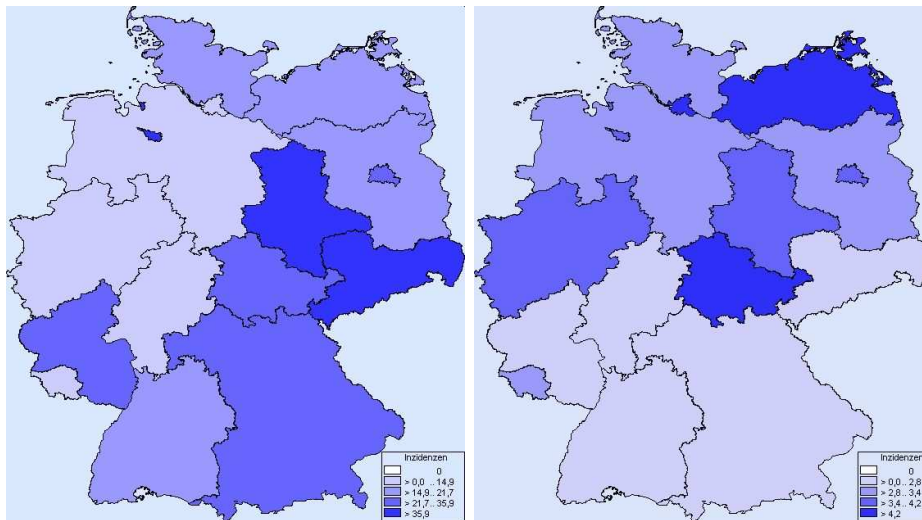 Inzidenzen
0
> 0,0 .. 14,9
> 14,9.. 21,7
> 21,7.. 35,9
> 35,9
Inzidenzen
0
> 0,0 .. 2,8
> 2,8 .. 3,4
> 3,4 .. 4,2
> 4,2